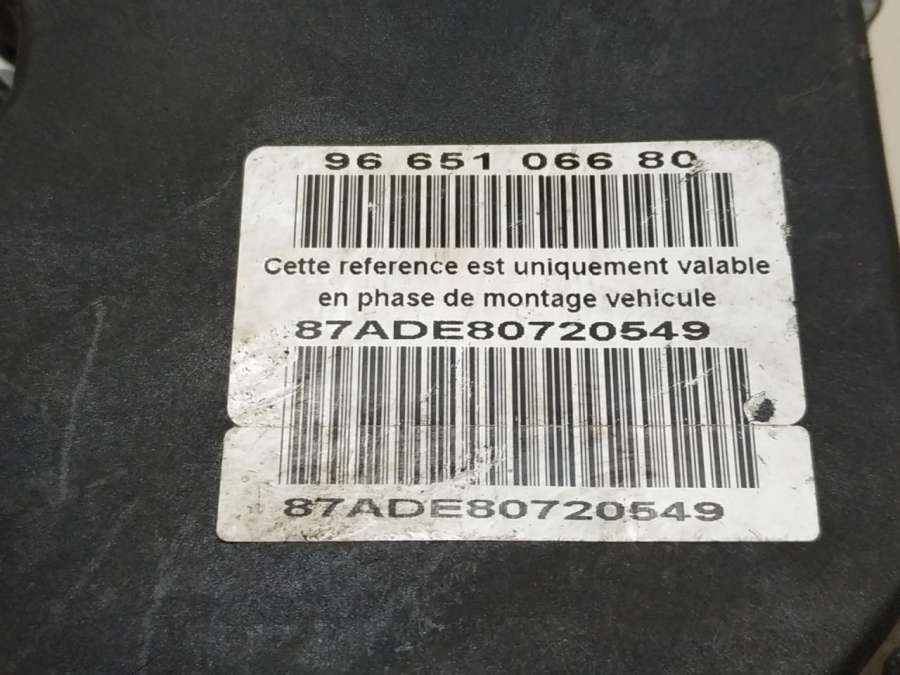 96 651 066 80
Cette reference est uniquement valable
en phase de montage vehicule
87ADE80720549
87ADE80720549